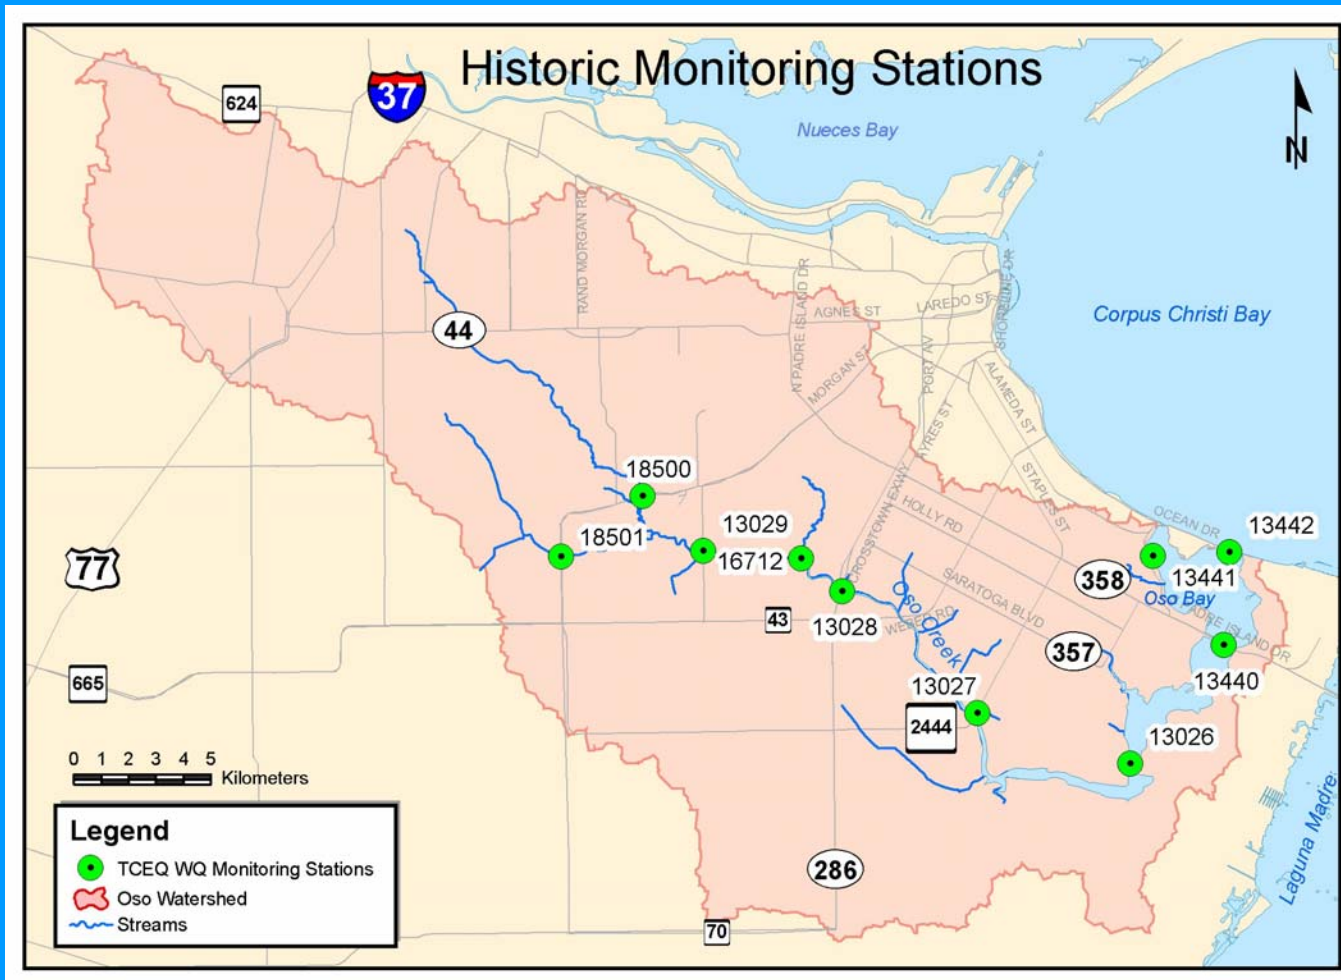 Historic Monitoring Stations
624
37
Nueces Bay
N
RAND MORGAN RD
N PADRE ISLAND DR
AGNES ST
LAREDO ST
SHORELINE DR
Corpus Christi Bay
44
MORGAN ST
PORT AV
ALAMEDA ST
AYRES ST
18500
STAPLES ST
CROSSTOWN EXWY
HOLLY RD
OCEAN DR
13442
18501
13029
16712
77
358
13441
SARATOGA BLVD
Oso Bay
43
13028
WEBER RD
Oso Creek
ADRE ISLAND DR
357
665
13027
13440
2444
13026
0 1 2 3 4 5
Kilometers
Laguna Madre
Legend
TCEQ WQ Monitoring Stations
Oso Watershed
Streams
286
70